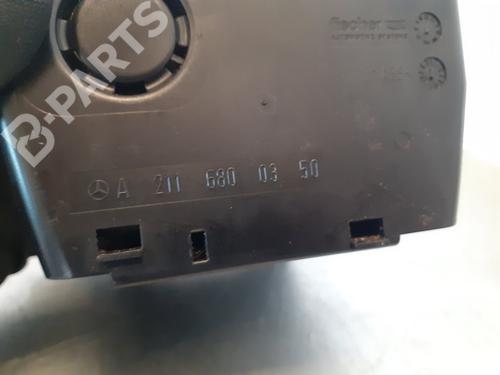 fischer
AUTOMOTIVE SYSTEMS
B-PARTS
A 211 680 03 50